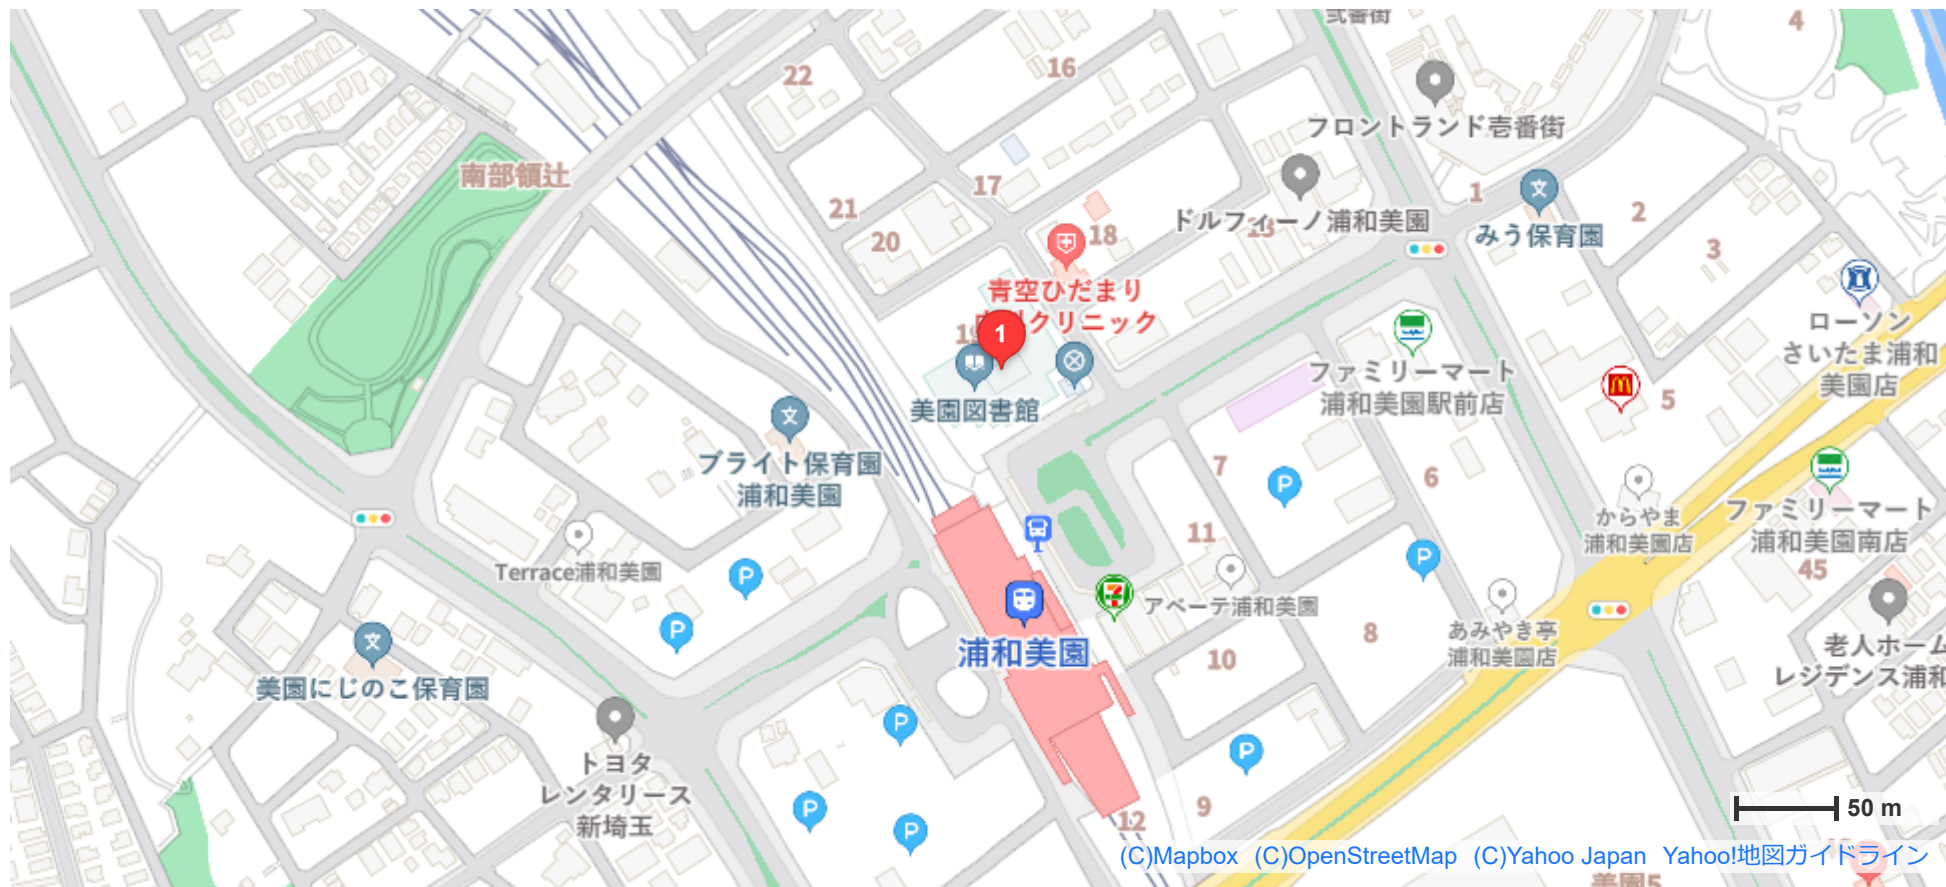 弐番街
4
22
16
フロントランド壱番街
南部領辻
17
1
21
2
ドルフィーノ浦和美園
18
20
みう保育園
3
青空ひだまり
クリニック
19
1
ローソン
さいたま浦和
美園店
ファミリーマート
浦和美園駅前店
5
美園図書館
7
6
ブライト保育園
浦和美園
P
P
からやま
浦和美園店
ファミリーマート
浦和美園南店
11
45
Terrace浦和美園
P
P
7
アペーテ浦和美園
8
あみやき亭
浦和美園店
浦和美園
10
老人ホーム
レジデンス浦和
美園にじのこ保育園
P
P
トヨタ
レンタリース
新埼玉
P
P
9
12
50 m
(C)Mapbox (C)OpenStreetMap (C)Yahoo Japan Yahoo!地図ガイドライン
美園5